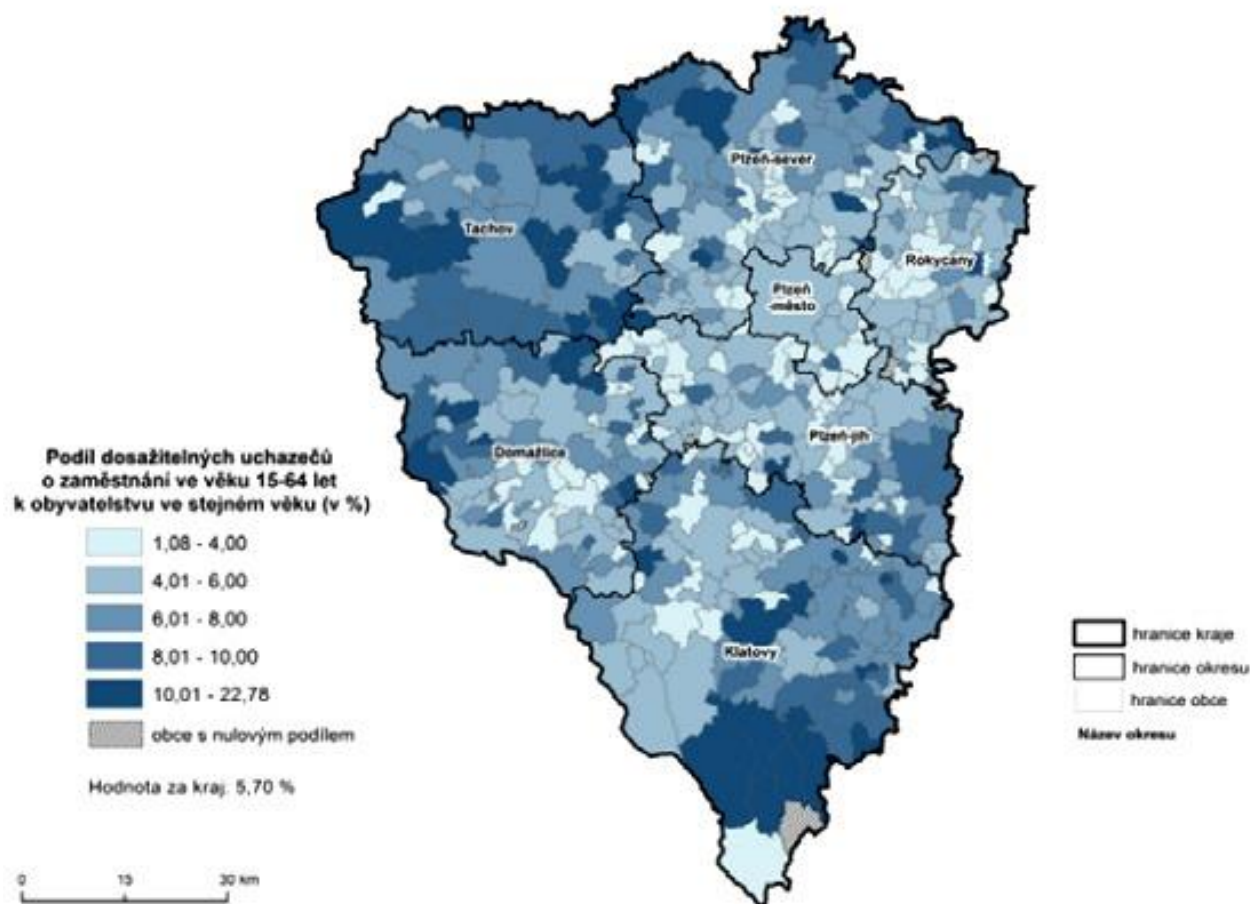 Plzeň-sever
Tachov
Rokycany
Plzeň
-město
Plzeň-jih
Domažlice
Klatovy
Podíl dosažitelných uchazečů
o zaměstnání ve věku 15-64 let
k obyvatelstvu ve stejném věku (v %)
1,08 - 4,00
4,01 - 6,00
6,01 - 8,00
8,01 - 10,00
10,01 - 22,78
obce s nulovým podílem
Hodnota za kraj: 5,70 %
hranice kraje
hranice okresu
hranice obce
Název okresu
0 15 30 km